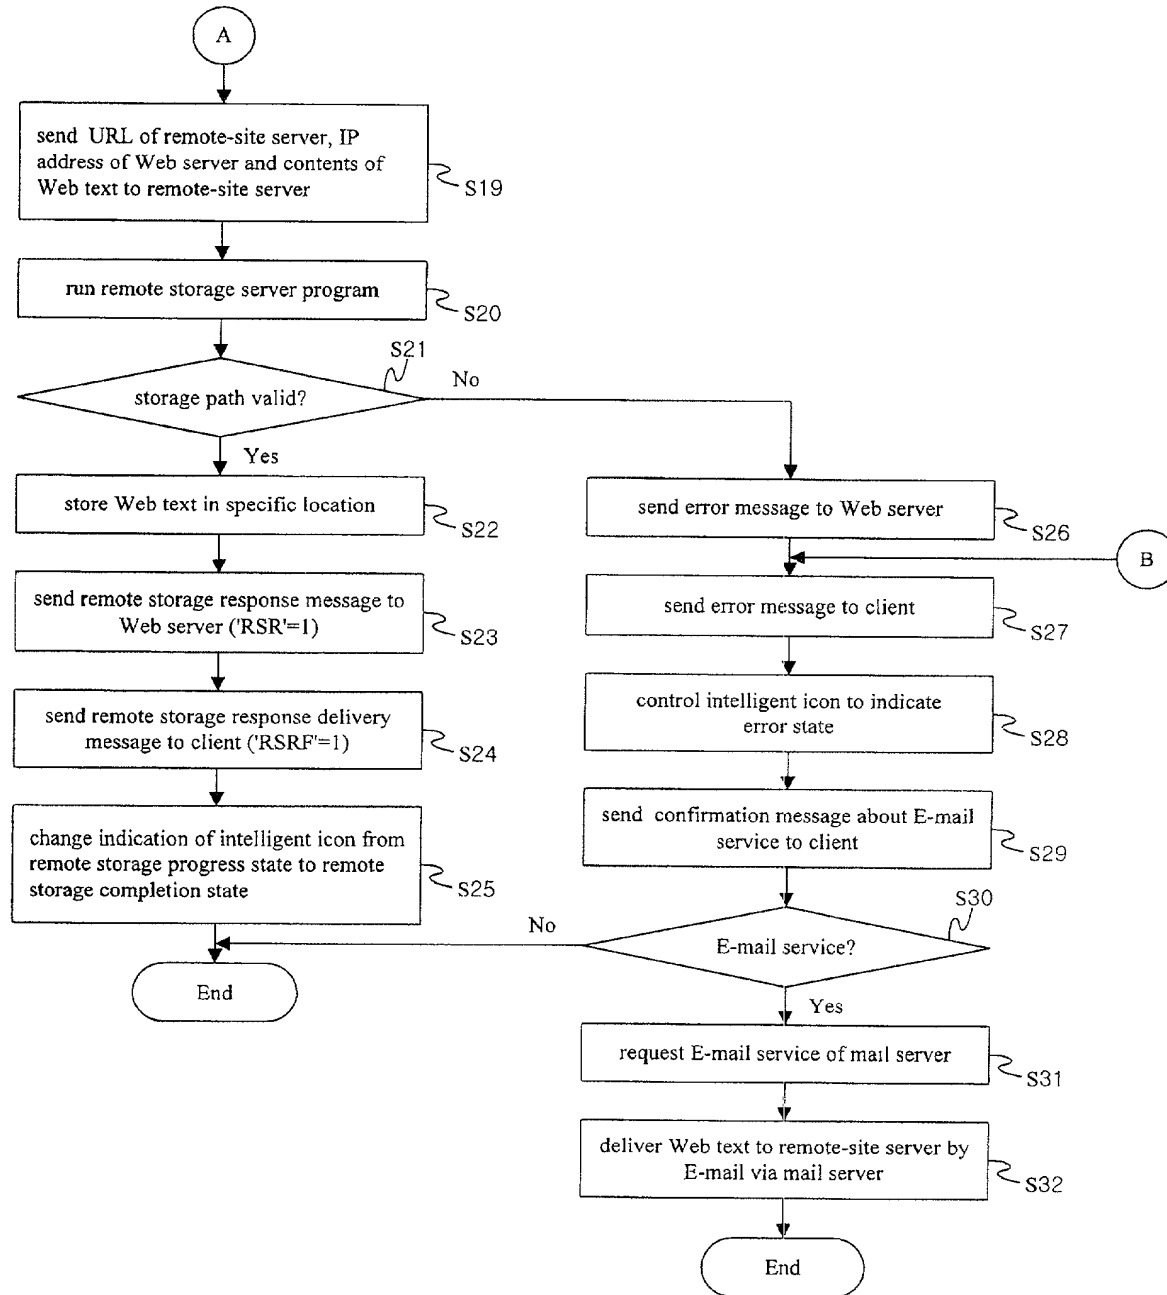 A
send URL of remote-site server, IP
address of Web server and contents of
Web text to remote-site server
S19
run remote storage server program
S20
S21
storage path valid?
No
Yes
store Web text in specific location
S22
send error message to Web server
S26
B
send remote storage response message to
Web server ('RSR'=1)
S23
send error message to client
S27
send remote storage response delivery
message to client ('RSRF'=1)
S24
control intelligent icon to indicate
error state
S28
change indication of intelligent icon from
remote storage progress state to remote
storage completion state
S25
send confirmation message about E-mail
service to client
S29
S30
No
E-mail service?
End
Yes
request E-mail service of mail server
S31
deliver Web text to remote-site server by
E-mail via mail server
S32
End